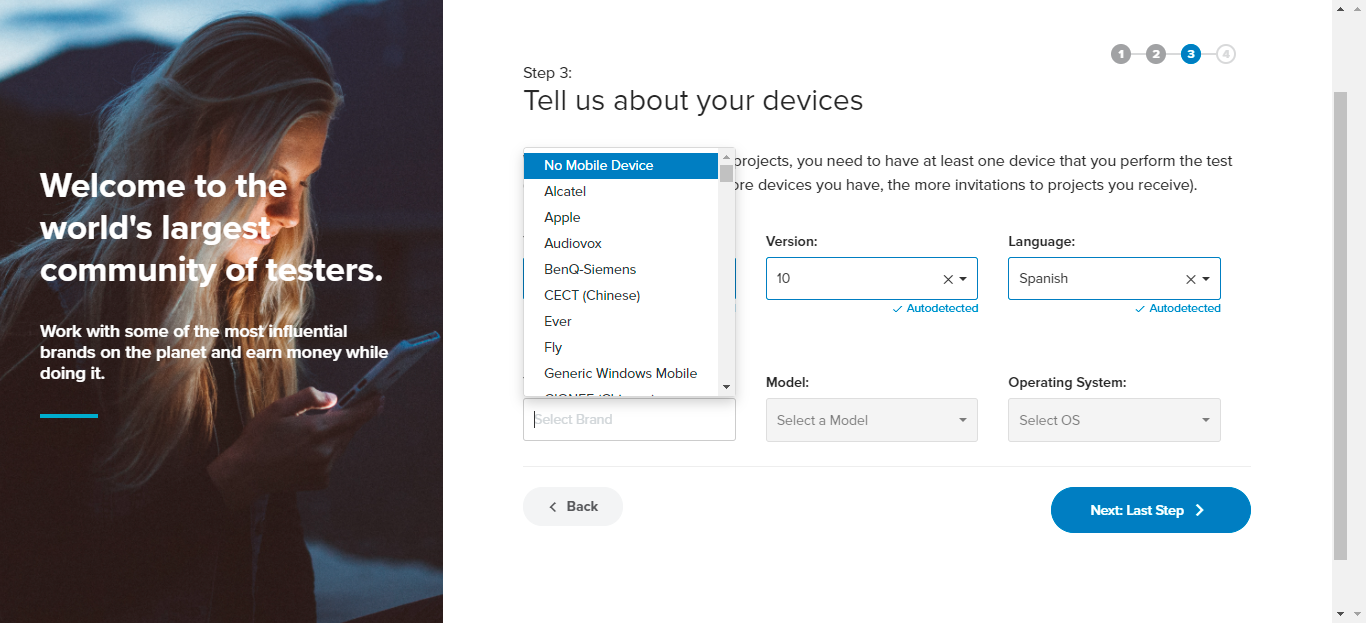 Welcome to the
world's largest
community of testers.
Work with some of the most influential
brands on the planet and earn money while
doing it.
1 2 3 4
Step 3:
Tell us about your devices
projects, you need to have at least one device that you perform the test
re devices you have, the more invitations to projects you receive).
No Mobile Device
Alcatel
Apple
Audiovox
BenQ-Siemens
CECT (Chinese)
Ever
Fly
Generic Windows Mobile
Select Brand
Version:
10
Autodetected
Language:
Spanish
Autodetected
Model:
Select a Model
Operating System:
Select OS
Back
Next: Last Step